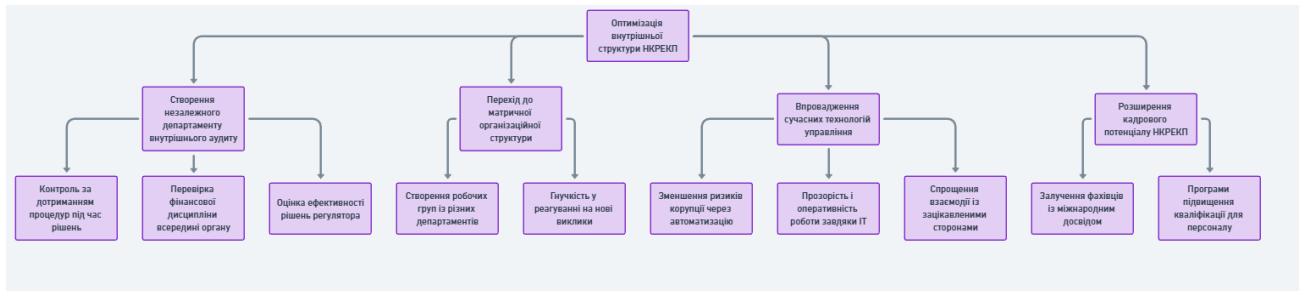 Оптимізація
внутрішньої
структури НКРЕКП
Створення
незалежного
департаменту
внутрішнього аудиту
Перехід до
матричної
організаційної
структури
Впровадження
сучасних технологій
управління
Розширення
кадрового
потенціалу НКРЕКП
Контроль за
дотриманням
процедур під час
рішень
Перевірка
фінансової
дисципліни
всередині органу
Оцінка ефективності
рішень регулятора
Створення робочих
груп із різних
департаментів
Гнучкість у
реагуванні на нові
виклики
Зменшення ризиків
корупції через
автоматизацію
Прозорість і
оперативність
роботи завдяки ІТ
Спрощення
взаємодії із
зацікавленими
сторонами
Залучення фахівців
із міжнародним
досвідом
Програми
підвищення
кваліфікації для
персоналу